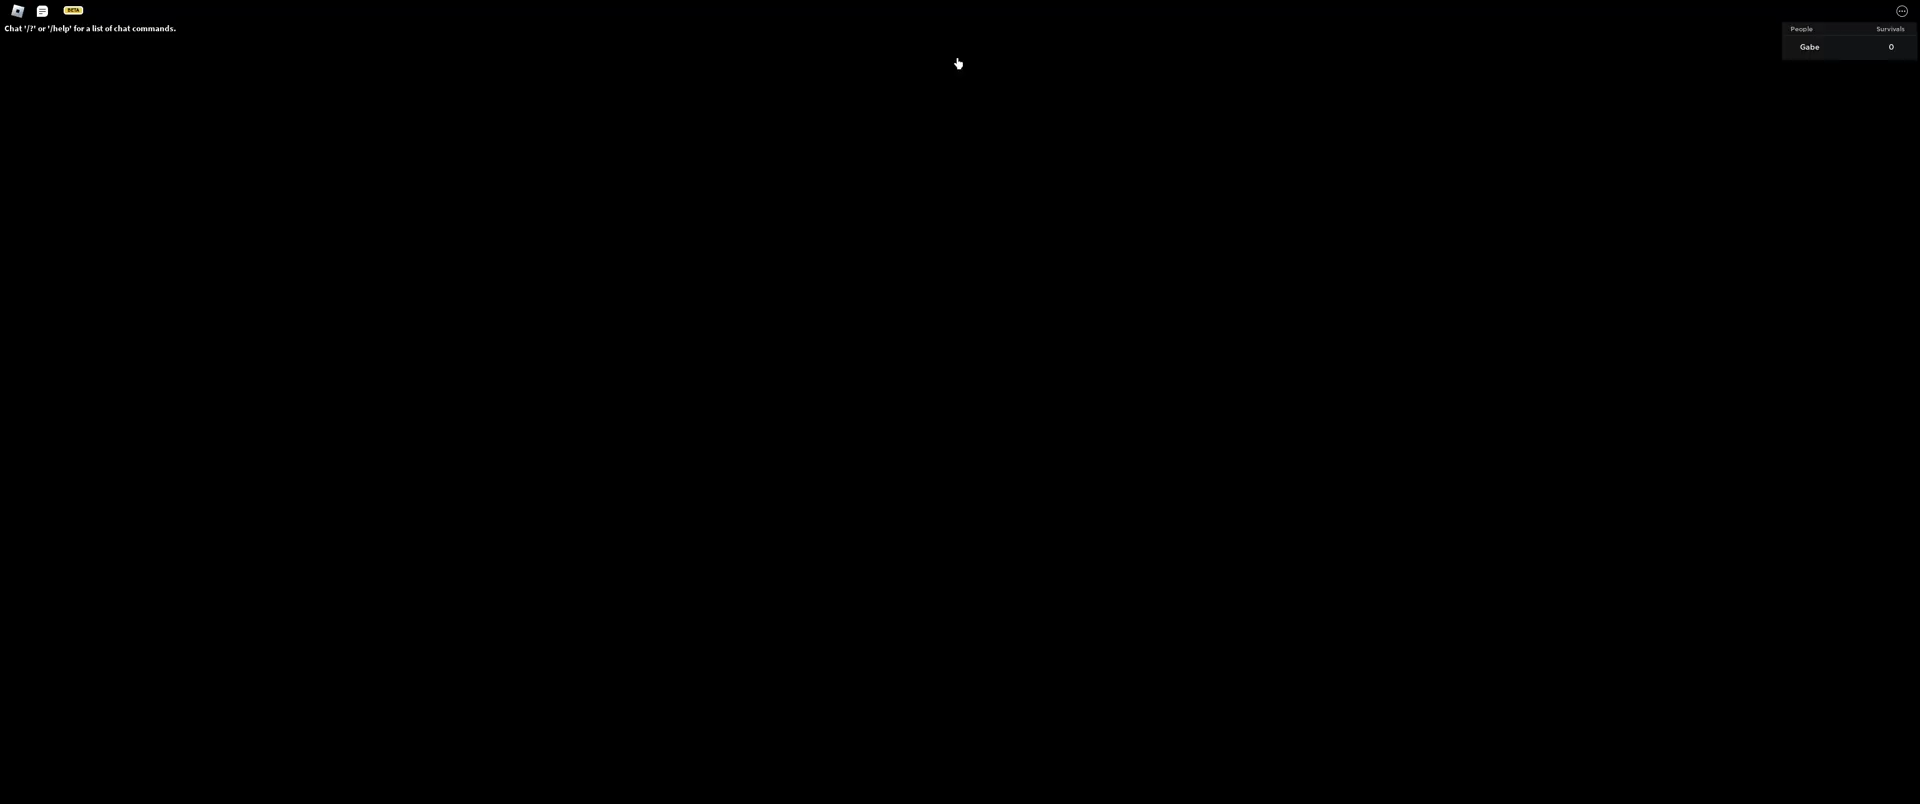 BETA
Chat '/?' or '/help' for a list of chat commands.
People Survivals
Gabe 0